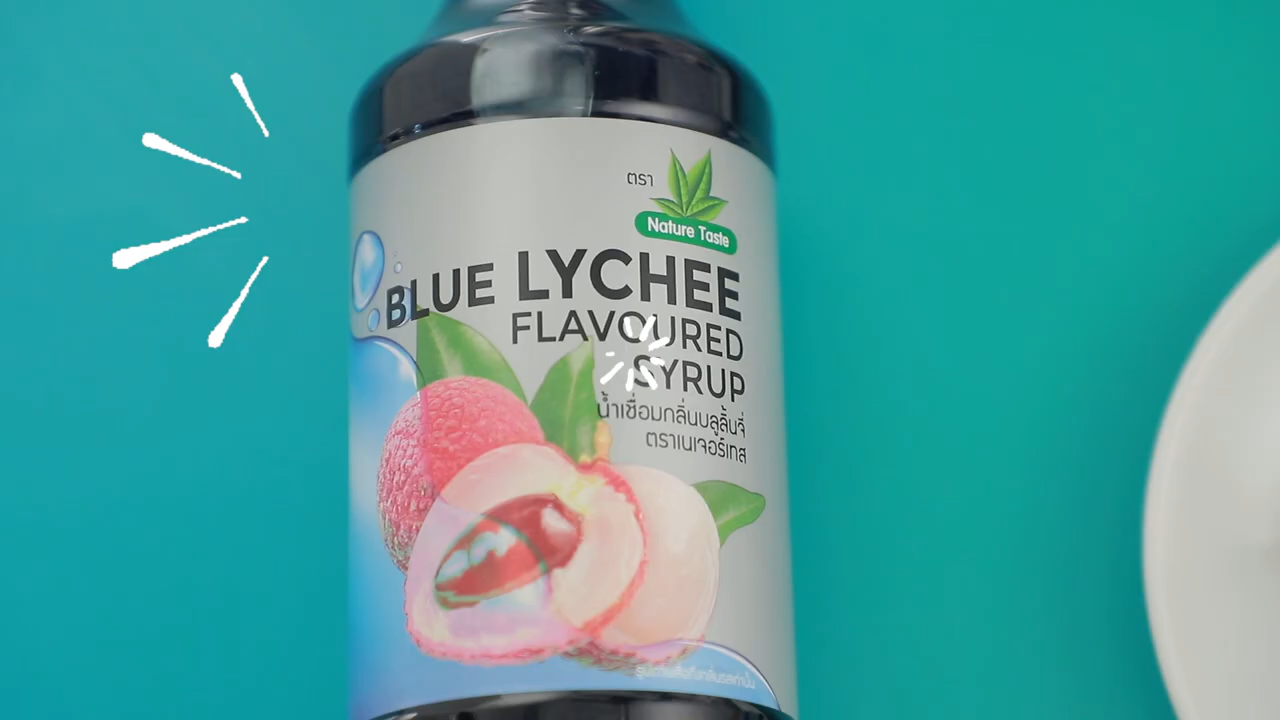 ตรา
Nature Taste
BLUE LYCHEE
FLAVOURED
SYRUP
น้ำเชื่อมกลิ่นบลูลิ้นจี่
ตราเนเจอร์เทส